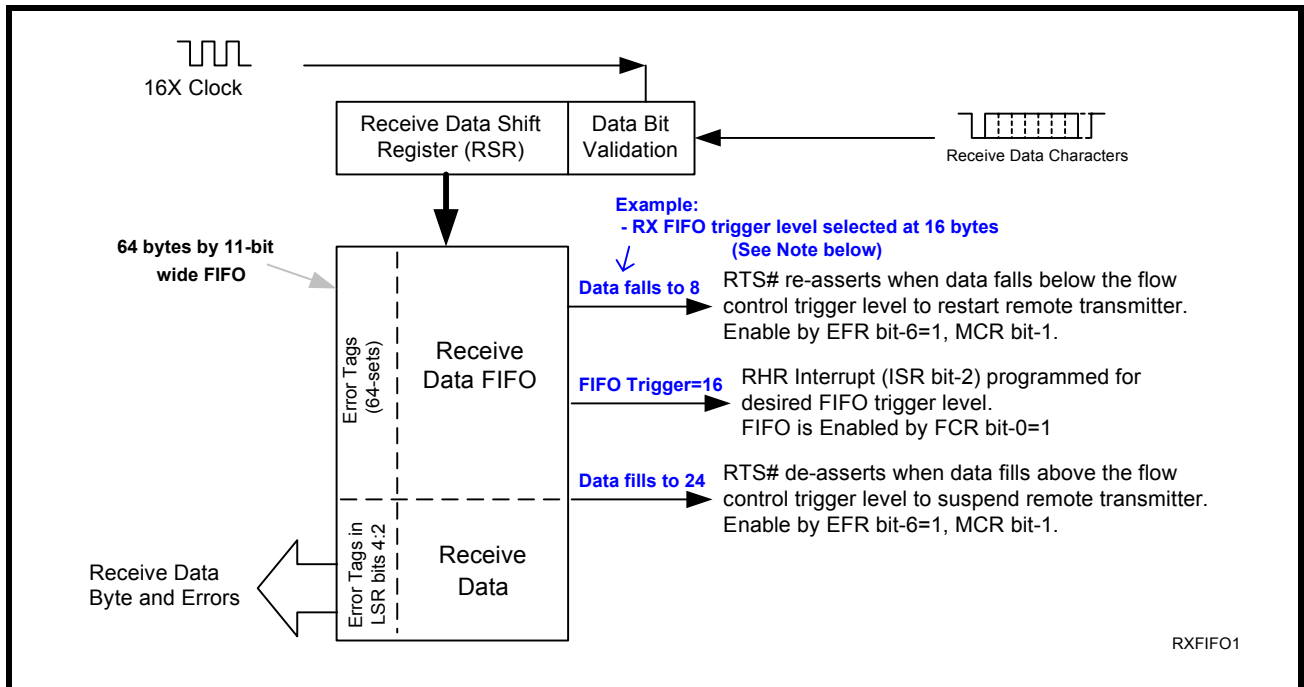 16X Clock
Receive Data Shift
Register (RSR)
Data Bit
Validation
Receive Data Characters
Example:
- RX FIFO trigger level selected at 16 bytes
(See Note below)
64 bytes by 11-bit
wide FIFO
Error Tags
(64-sets)
Receive
Data FIFO
Data falls to 8
RTS# re-asserts when data falls below the flow
control trigger level to restart remote transmitter.
Enable by EFR bit-6=1, MCR bit-1.
FIFO Trigger=16
RHR Interrupt (ISR bit-2) programmed for
desired FIFO trigger level.
FIFO is Enabled by FCR bit-0=1
Data fills to 24
RTS# de-asserts when data fills above the flow
control trigger level to suspend remote transmitter.
Enable by EFR bit-6=1, MCR bit-1.
Error Tags in
LSR bits 4:2
Receive
Data
Receive Data
Byte and Errors
RXFIFO1